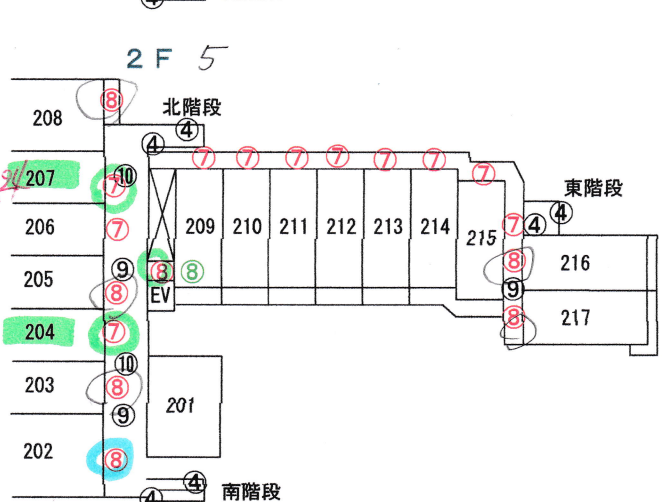 ④
2F 5
⑧
208
北階段
④ ④
207 ⑦ ⑩
⑦ ⑦ ⑦ ⑦ ⑦ ⑦ ⑦
東階段
206 ⑦
209 210 211 212 213 214 215
⑦ ④ ④
205 ⑨ ⑧
⑧ ⑧
EV
⑧ 216
⑨
204 ⑦
⑧ 217
⑩
203 ⑧
⑨
201
202 ⑧
④ 南階段
④